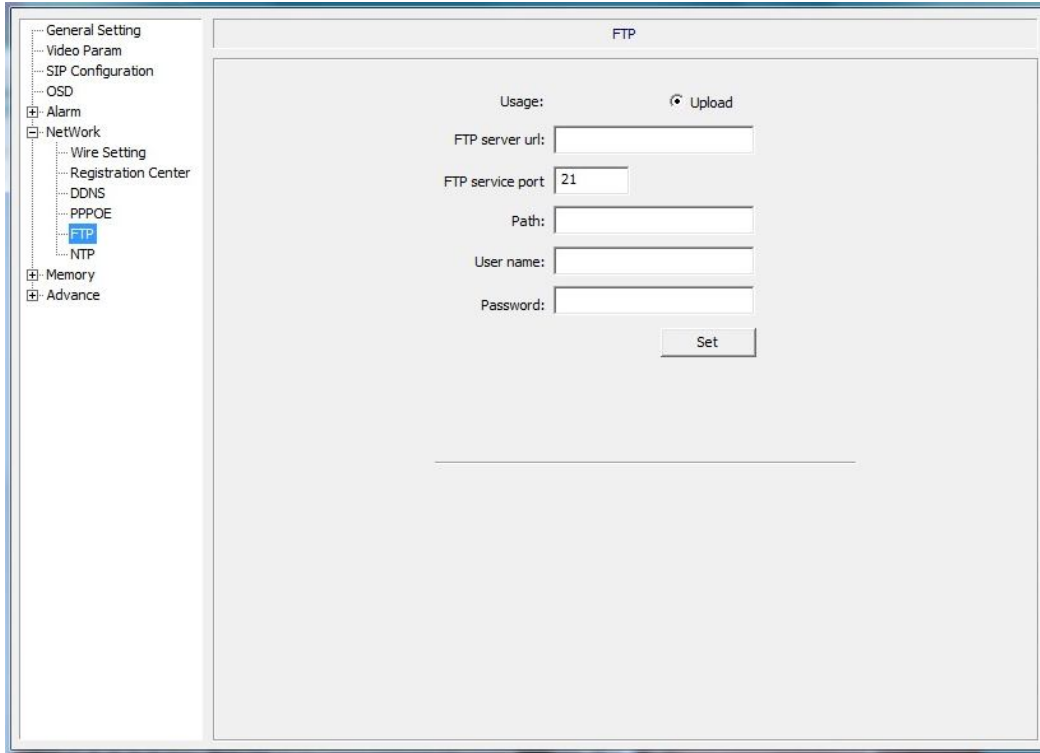 General Setting
Video Param
SIP Configuration
OSD
Alarm
NetWork
Wire Setting
Registration Center
DDNS
PPPOE
FTP
NTP
Memory
Advance
FTP
Usage: Upload
FTP server url:
FTP service port 21
Path:
User name:
Password:
Set